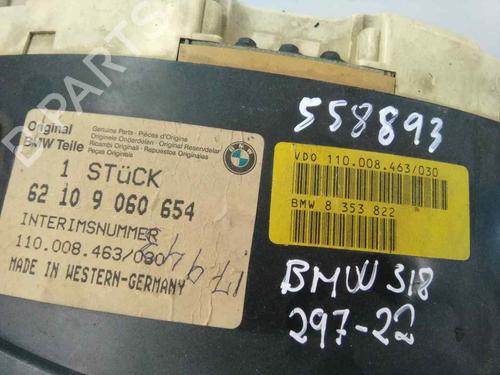 B-PARTS
Original
BMW Teile
Genuine Parts · Pièces d'Origine
Originele Onderdelen · Original Reservdelar
Ricambi Originali · Repuestos Originales
Peças Originais
BMW
1 STüCK
62 10 9 060 654
INTERIMSNUMMER
110.008.463/030
MADE IN WESTERN-GERMANY
558893
VDO 110.008.463/030
BMW 8 353 822
BMW 318
297-22